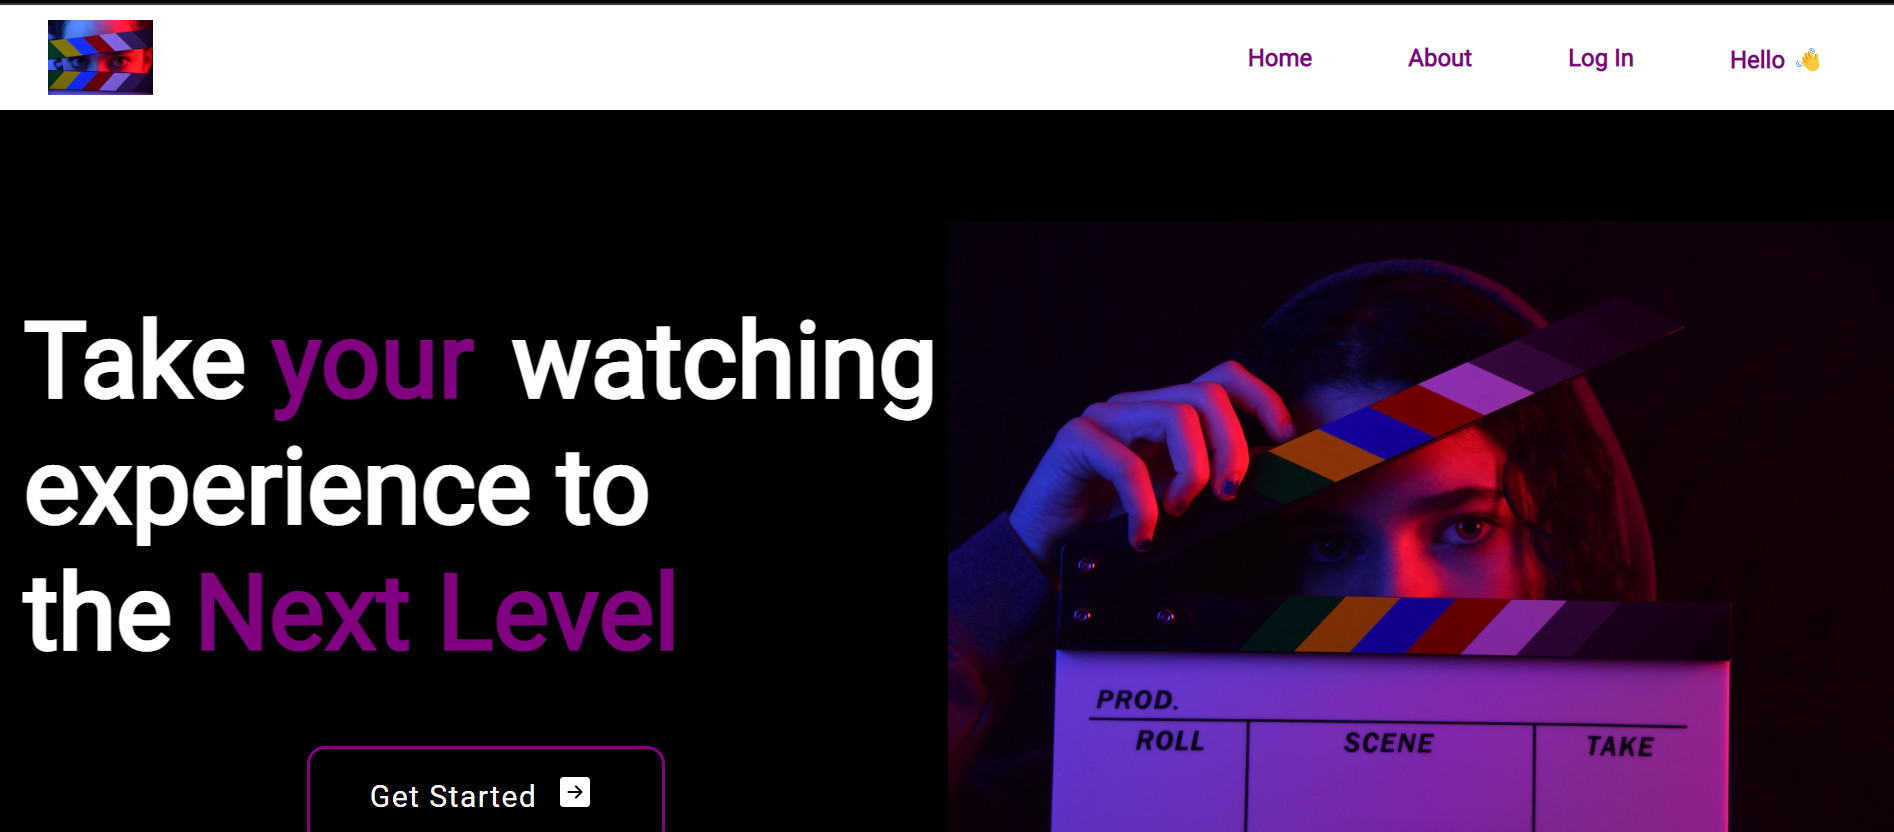 Home About Log In Hello 👋
Take your watching
experience to
the Next Level
Get Started
PROD.
ROLL SCENE TAKE